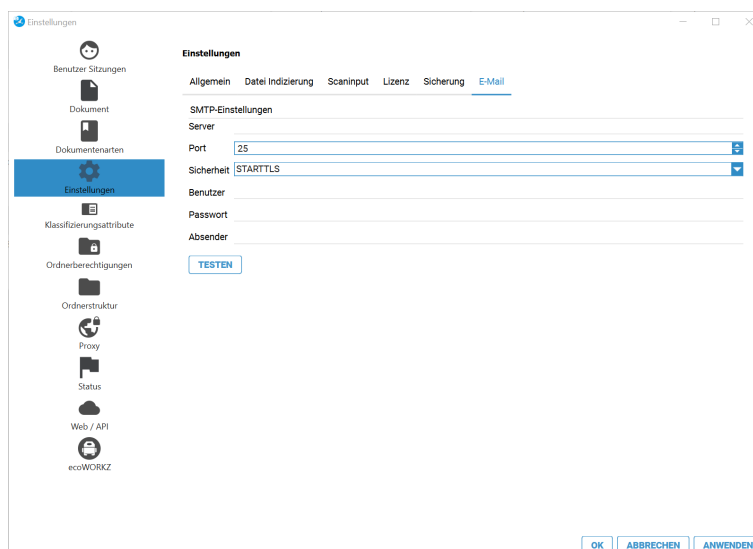 Einstellungen
Benutzer Sitzungen
Dokument
Dokumentenarten
Einstellungen
Klassifizierungsattribute
Ordnerberechtigungen
Ordnerstruktur
Proxy
Status
Web / API
ecoWORKZ
Einstellungen
Allgemein Datei Indizierung Scaninput Lizenz Sicherung E-Mail
SMTP-Einstellungen
Server
Port 25
Sicherheit STARTTLS
Benutzer
Passwort
Absender
TESTEN
OK ABBRECHEN ANWENDEN